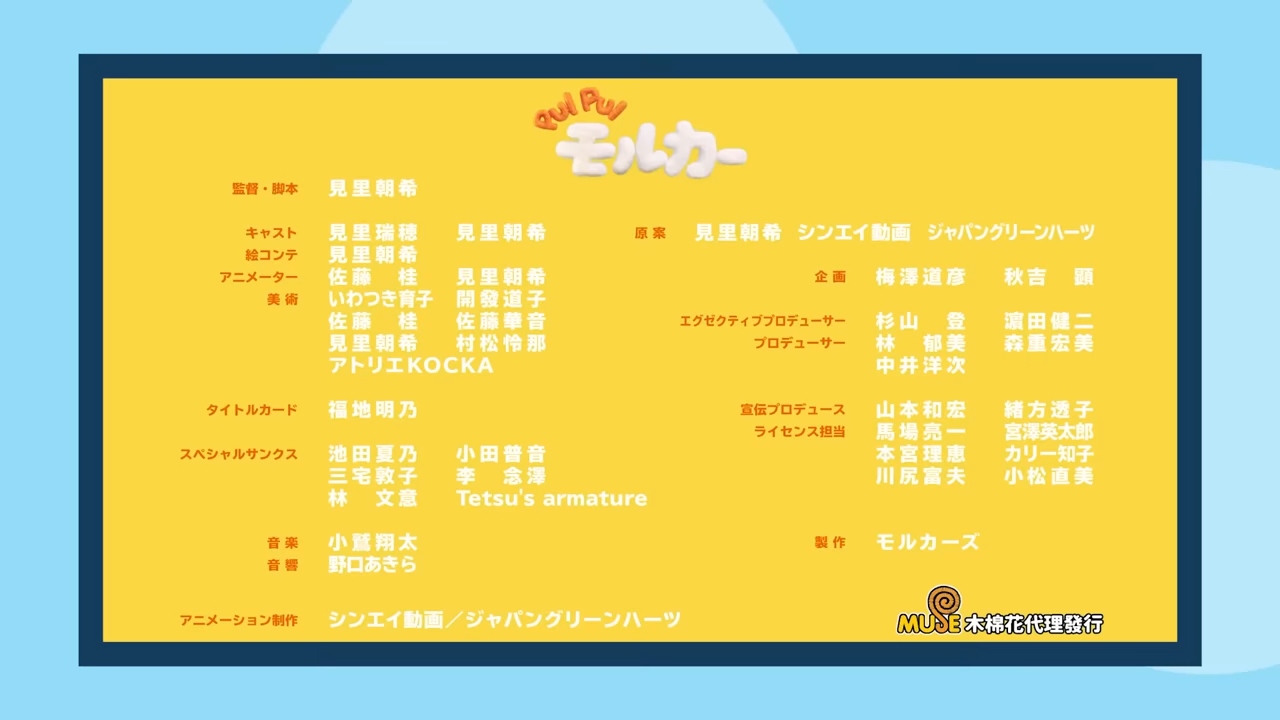 PUI PUI
モルカー
監督・脚本 見里朝希
キャスト 見里瑞穂 見里朝希
絵コンテ 見里朝希
アニメーター 佐藤 桂 見里朝希
美術 いわつき育子 開發道子
佐藤 桂 佐藤華音
見里朝希 村松怜那
アトリエKOCKA
タイトルカード 福地明乃
スペシャルサンクス 池田夏乃 小田普音
三宅敦子 李 念澤
林 文意 Tetsu's armature
音楽 小鷲翔太
音響 野口あきら
アニメーション制作 シンエイ動画／ジャパングリーンハーツ
原案 見里朝希 シンエイ動画 ジャパングリーンハーツ
企画 梅澤道彦 秋吉 顕
エグゼクティブプロデューサー 杉山 登 濵田健二
プロデューサー 林 郁美 森重宏美
中井洋次
宣伝プロデュース 山本和宏 緒方透子
ライセンス担当 馬場亮一 宮澤英太郎
本宮理恵 カリー知子
川尻富夫 小松直美
製作 モルカーズ
MUSE 木棉花代理發行